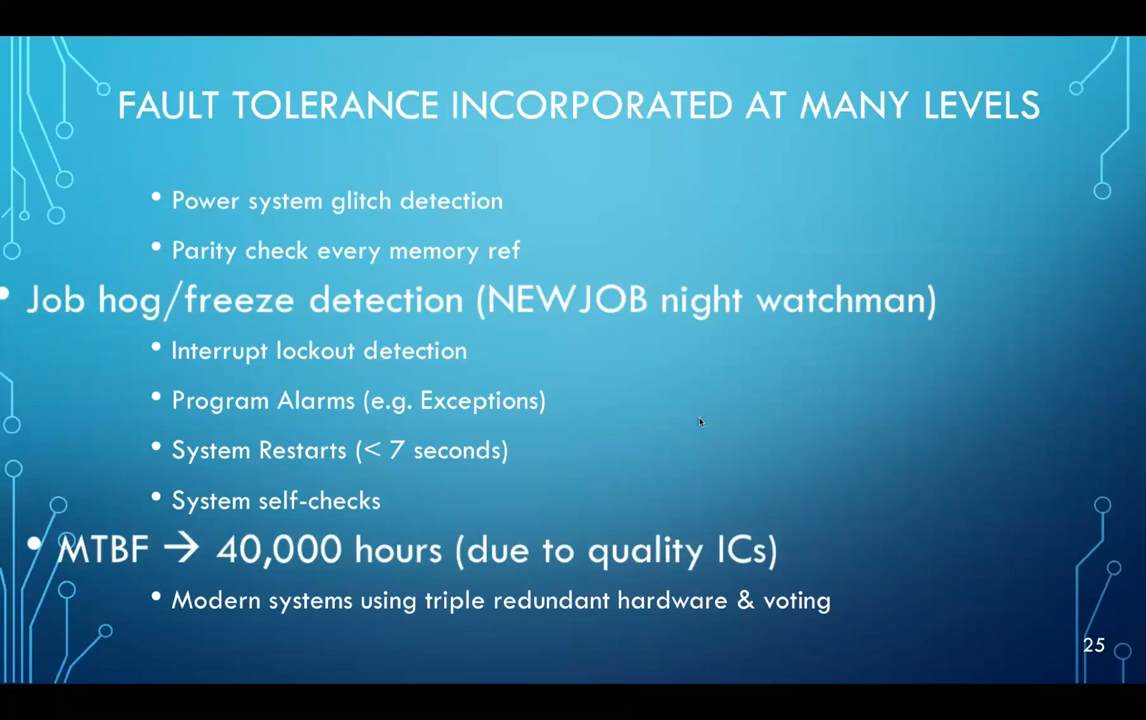 FAULT TOLERANCE INCORPORATED AT MANY LEVELS
• Power system glitch detection
• Parity check every memory ref
• Job hog/freeze detection (NEWJOB night watchman)
• Interrupt lockout detection
• Program Alarms (e.g. Exceptions)
• System Restarts (< 7 seconds)
• System self-checks
• MTBF → 40,000 hours (due to quality ICs)
• Modern systems using triple redundant hardware & voting
25